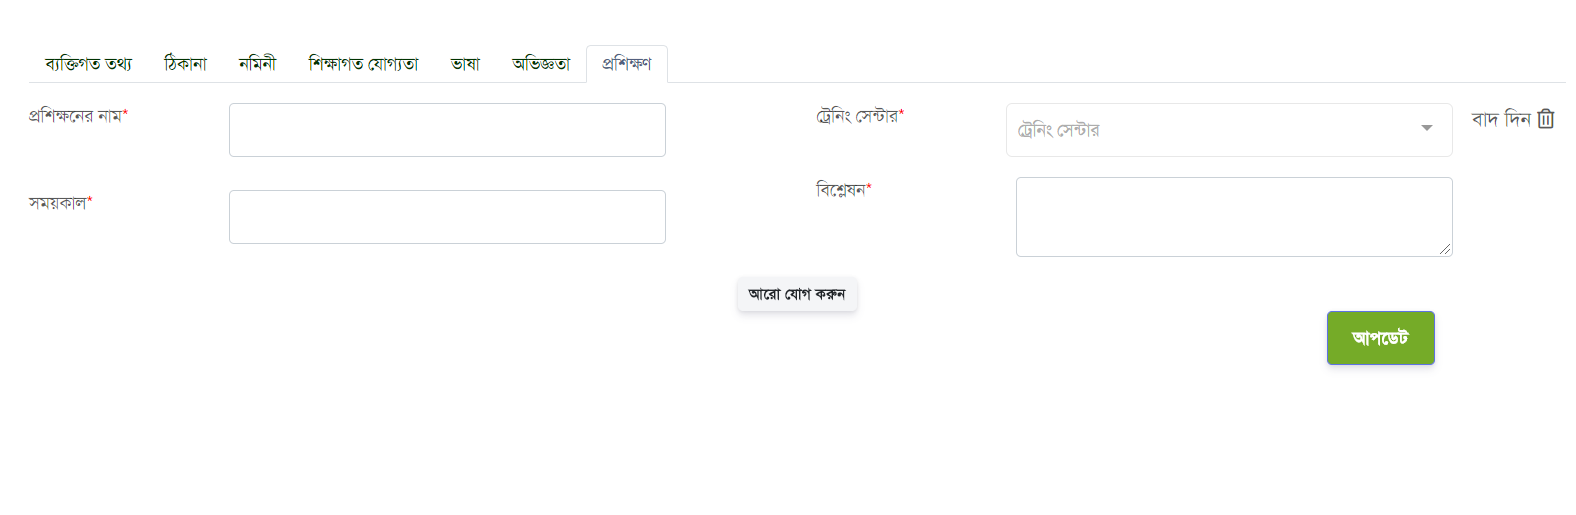 ব্যক্তিগত তথ্য ঠিকানা নমিনী শিক্ষাগত যোগ্যতা ভাষা অভিজ্ঞতা প্রশিক্ষণ
প্রশিক্ষনের নাম* ট্রেনিং সেন্টার* ট্রেনিং সেন্টার বাদ দিন
সময়কাল* বিশ্লেষন*
আরো যোগ করুন
আপডেট